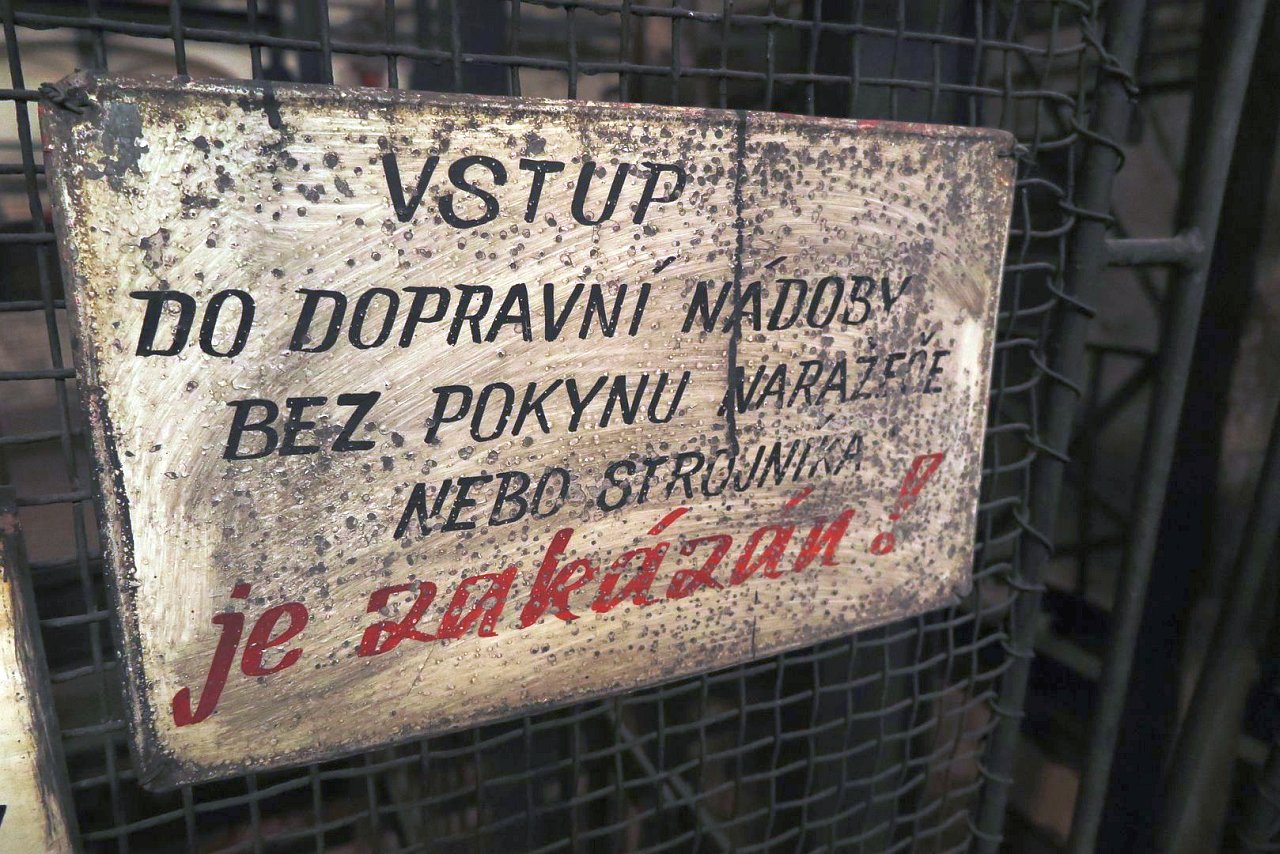 VSTUP
DO DOPRAVNÍ NÁDOBY
BEZ POKYNU NARAŽEČE
NEBO STROJNÍKA
je zakázán!